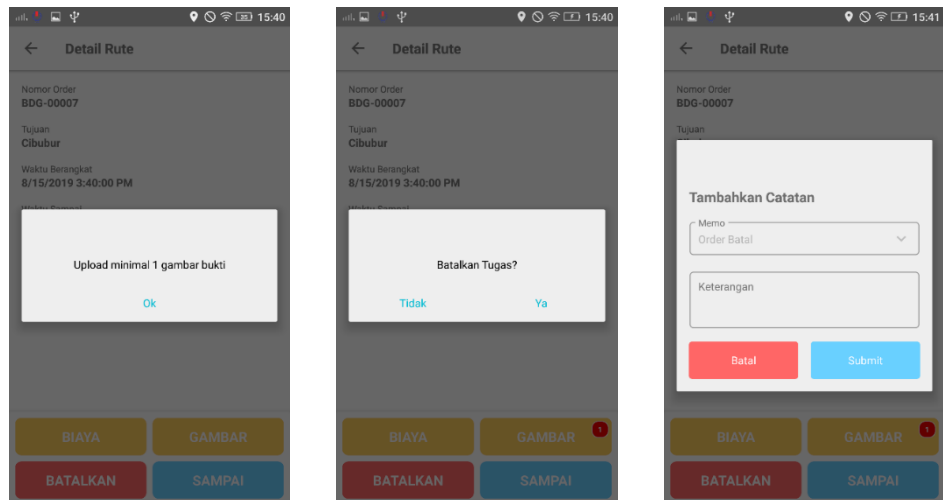 15:40
Detail Rute
Nomor Order
BDG-00007
Tujuan
Cibubur
Waktu Berangkat
8/15/2019 3:40:00 PM
Waktu Sampai
Upload minimal 1 gambar bukti
Ok
BIAYA
GAMBAR
BATALKAN
SAMPAI
15:40
Detail Rute
Nomor Order
BDG-00007
Tujuan
Cibubur
Waktu Berangkat
8/15/2019 3:40:00 PM
Waktu Sampai
Batalkan Tugas?
Tidak
Ya
BIAYA
GAMBAR
1
BATALKAN
SAMPAI
15:41
Detail Rute
Nomor Order
BDG-00007
Tujuan
Tambahkan Catatan
Memo
Order Batal
Keterangan
Batal
Submit
BIAYA
GAMBAR
1
BATALKAN
SAMPAI